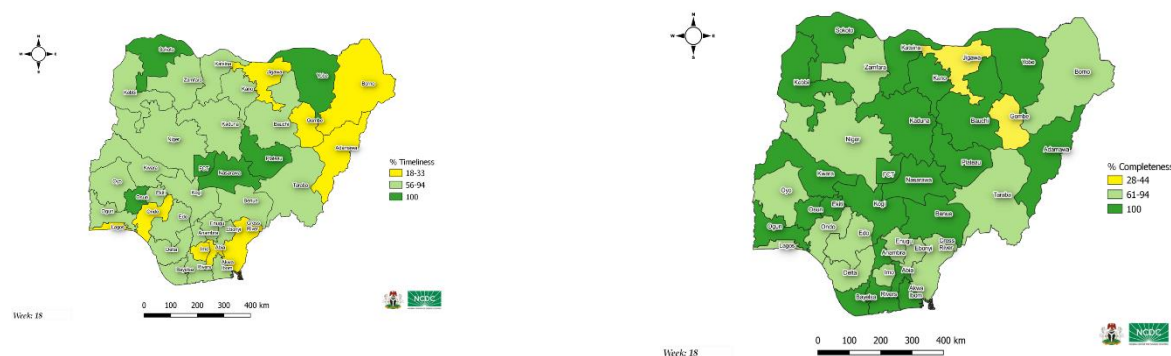 N
W
E
S
Sokoto
Katsina
Jigawa
Yobe
Borno
Zamfara
Kebbi
Kano
Gombe
Kaduna
Bauchi
Adamawa
Niger
Plateau
FCT
Nasarawa
Kwara
Taraba
Oyo
Ekiti
Kogi
Osun
Benue
Ogun
Ondo
Edo
Enugu
Cross
River
Lagos
Anambra
Ebonyi
Delta
Imo
Abia
Bayelsa
Rivers
Akwa
Ibom
% Timeliness
18-33
56-94
100
0 100 200 300 400 km
Week: 18
NCDC
N
W
E
S
Sokoto
Katsina
Jigawa
Yobe
Borno
Zamfara
Kebbi
Kano
Gombe
Kaduna
Bauchi
Adamawa
Niger
Plateau
FCT
Nasarawa
Kwara
Taraba
Oyo
Osun
Ekiti
Kogi
Benue
Ogun
Ondo
Edo
Enugu
Cross
River
Lagos
Anambra
Ebonyi
Delta
Imo
Abia
Bayelsa
Rivers
Akwa
Ibom
% Completeness
28-44
61-94
100
0 100 200 300 400 km
Week: 18
NCDC